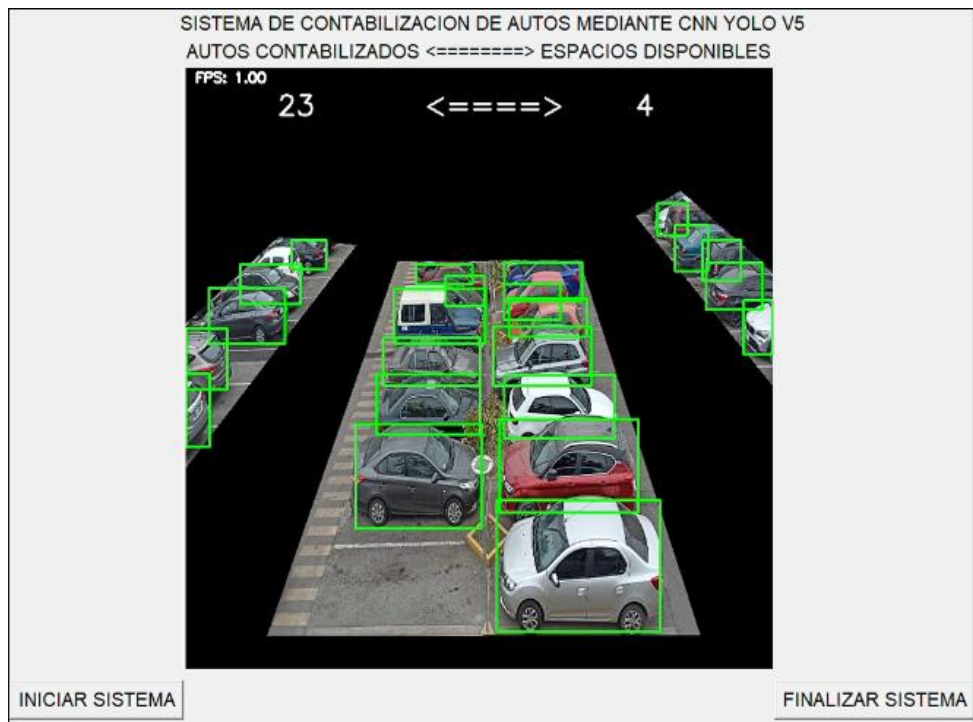 SISTEMA DE CONTABILIZACION DE AUTOS MEDIANTE CNN YOLO V5
AUTOS CONTABILIZADOS <========> ESPACIOS DISPONIBLES
FPS: 1.00
23 <====> 4
INICIAR SISTEMA
FINALIZAR SISTEMA